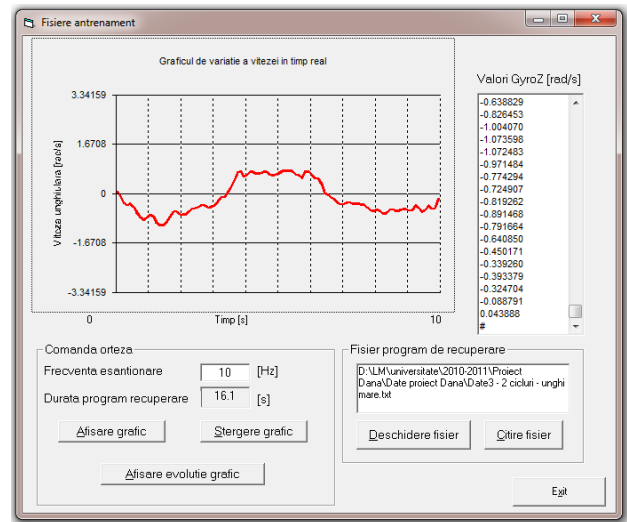 Fisiere antrenament
Graficul de variatie a vitezei in timp real
3.34159
1.6708
0
-1.6708
-3.34159
Viteza unghiulara [rad/s]
0
Timp [s]
10
Valori GyroZ [rad/s]
-0.638829
-0.826453
-1.004070
-1.073598
-1.072483
-0.971484
-0.774294
-0.724907
-0.819262
-0.891468
-0.791664
-0.640850
-0.450171
-0.339260
-0.393379
-0.324704
-0.088791
0.043888
#
Comanda orteza
Frecventa esantionare
10
[Hz]
Durata program recuperare
16.1
[s]
Afisare grafic
Stergere grafic
Afisare evolutie grafic
Fisier program de recuperare
D:\LM\universitate\2010-2011\Proiect
Dana\Date proiect Dana\Date3 - 2 cicluri - unghi
mare.txt
Deschidere fisier
Citire fisier
Exit